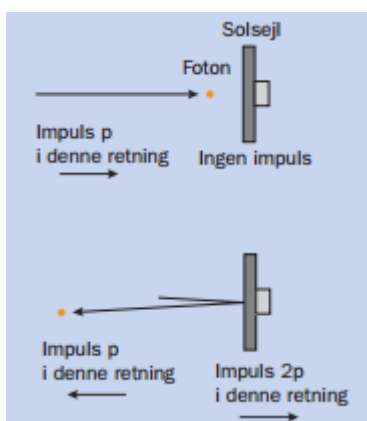 Solsejl
Foton
Impuls p
i denne retning
Ingen impuls
Impuls p
i denne retning
Impuls 2p
i denne retning